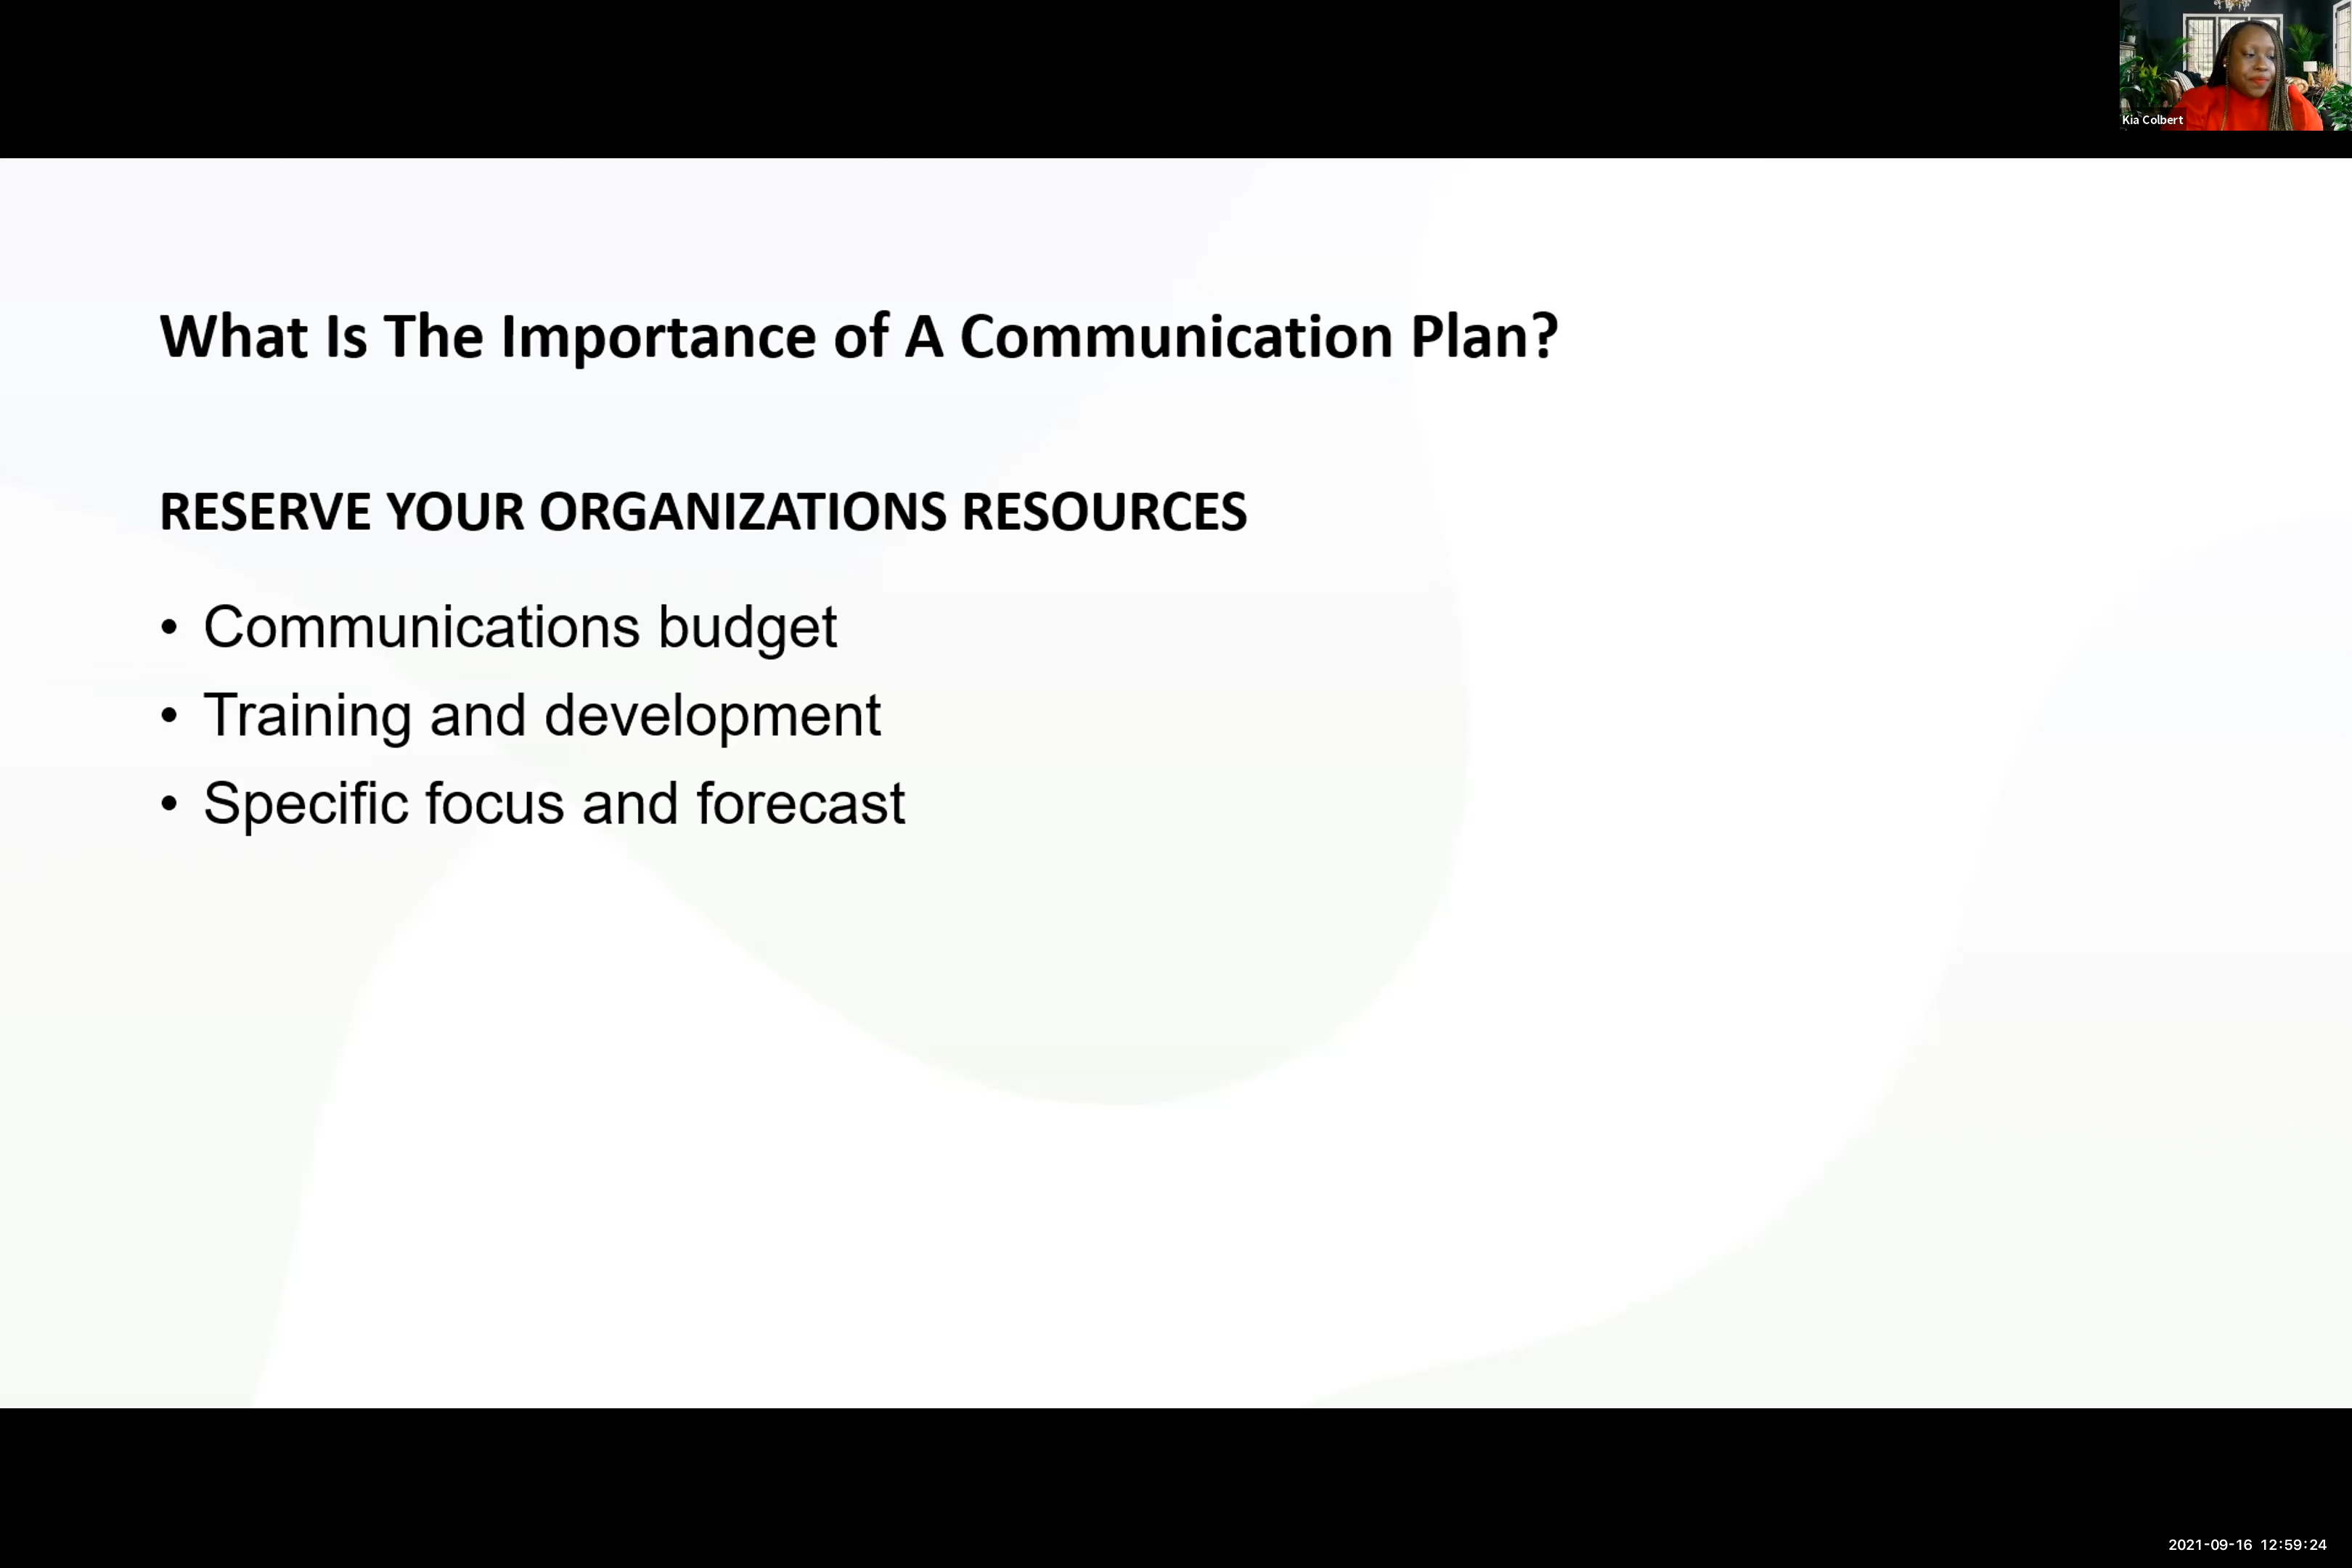 Kia Colbert
What Is The Importance of A Communication Plan?
RESERVE YOUR ORGANIZATIONS RESOURCES
• Communications budget
• Training and development
• Specific focus and forecast
2021-09-16 12:59:24